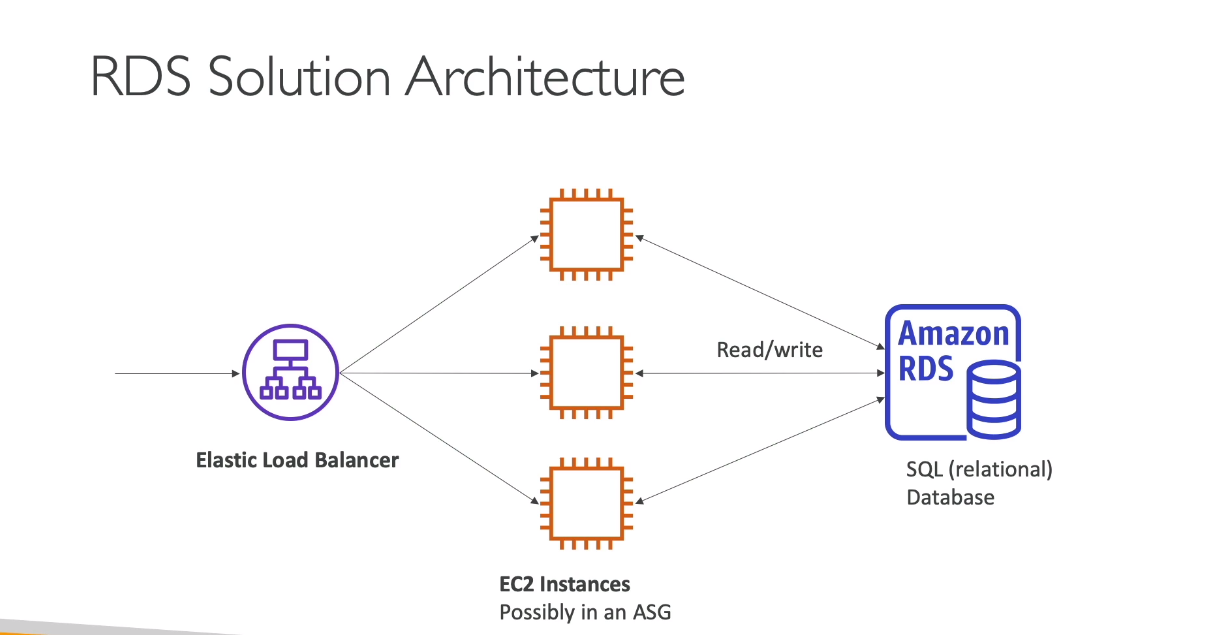 RDS Solution Architecture
Read/write
Amazon
RDS
Elastic Load Balancer
SQL (relational)
Database
EC2 Instances
Possibly in an ASG